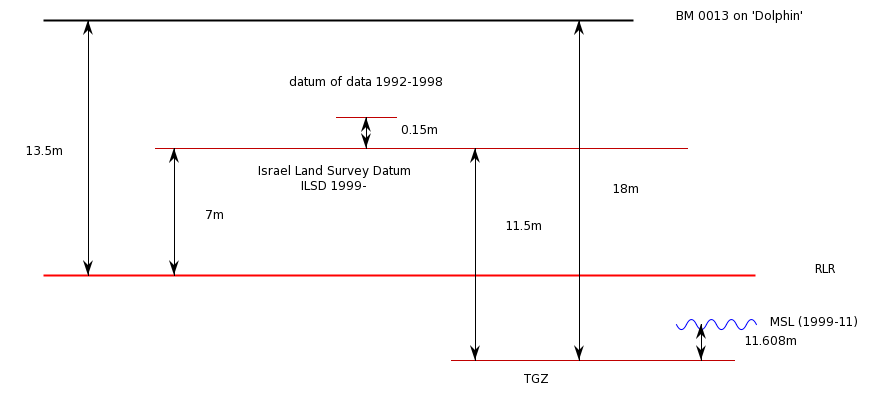 BM 0013 on 'Dolphin'
datum of data 1992-1998
0.15m
13.5m
Israel Land Survey Datum
ILSD 1999-
18m
7m
11.5m
RLR
MSL (1999-11)
11.608m
TGZ